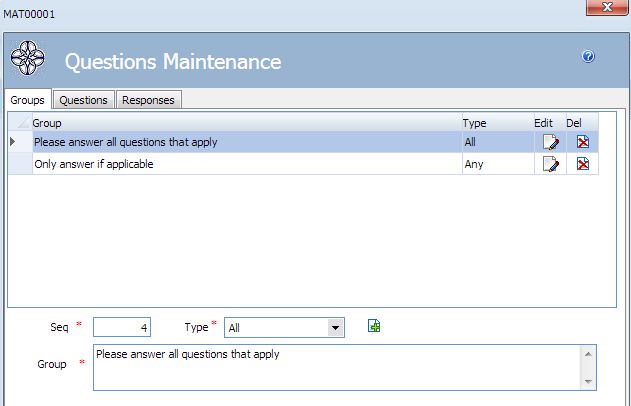 MAT00001
Questions Maintenance
Groups Questions Responses
Group Type Edit Del
Please answer all questions that apply All
Only answer if applicable Any
Seq * 4 Type * All
Group * Please answer all questions that apply